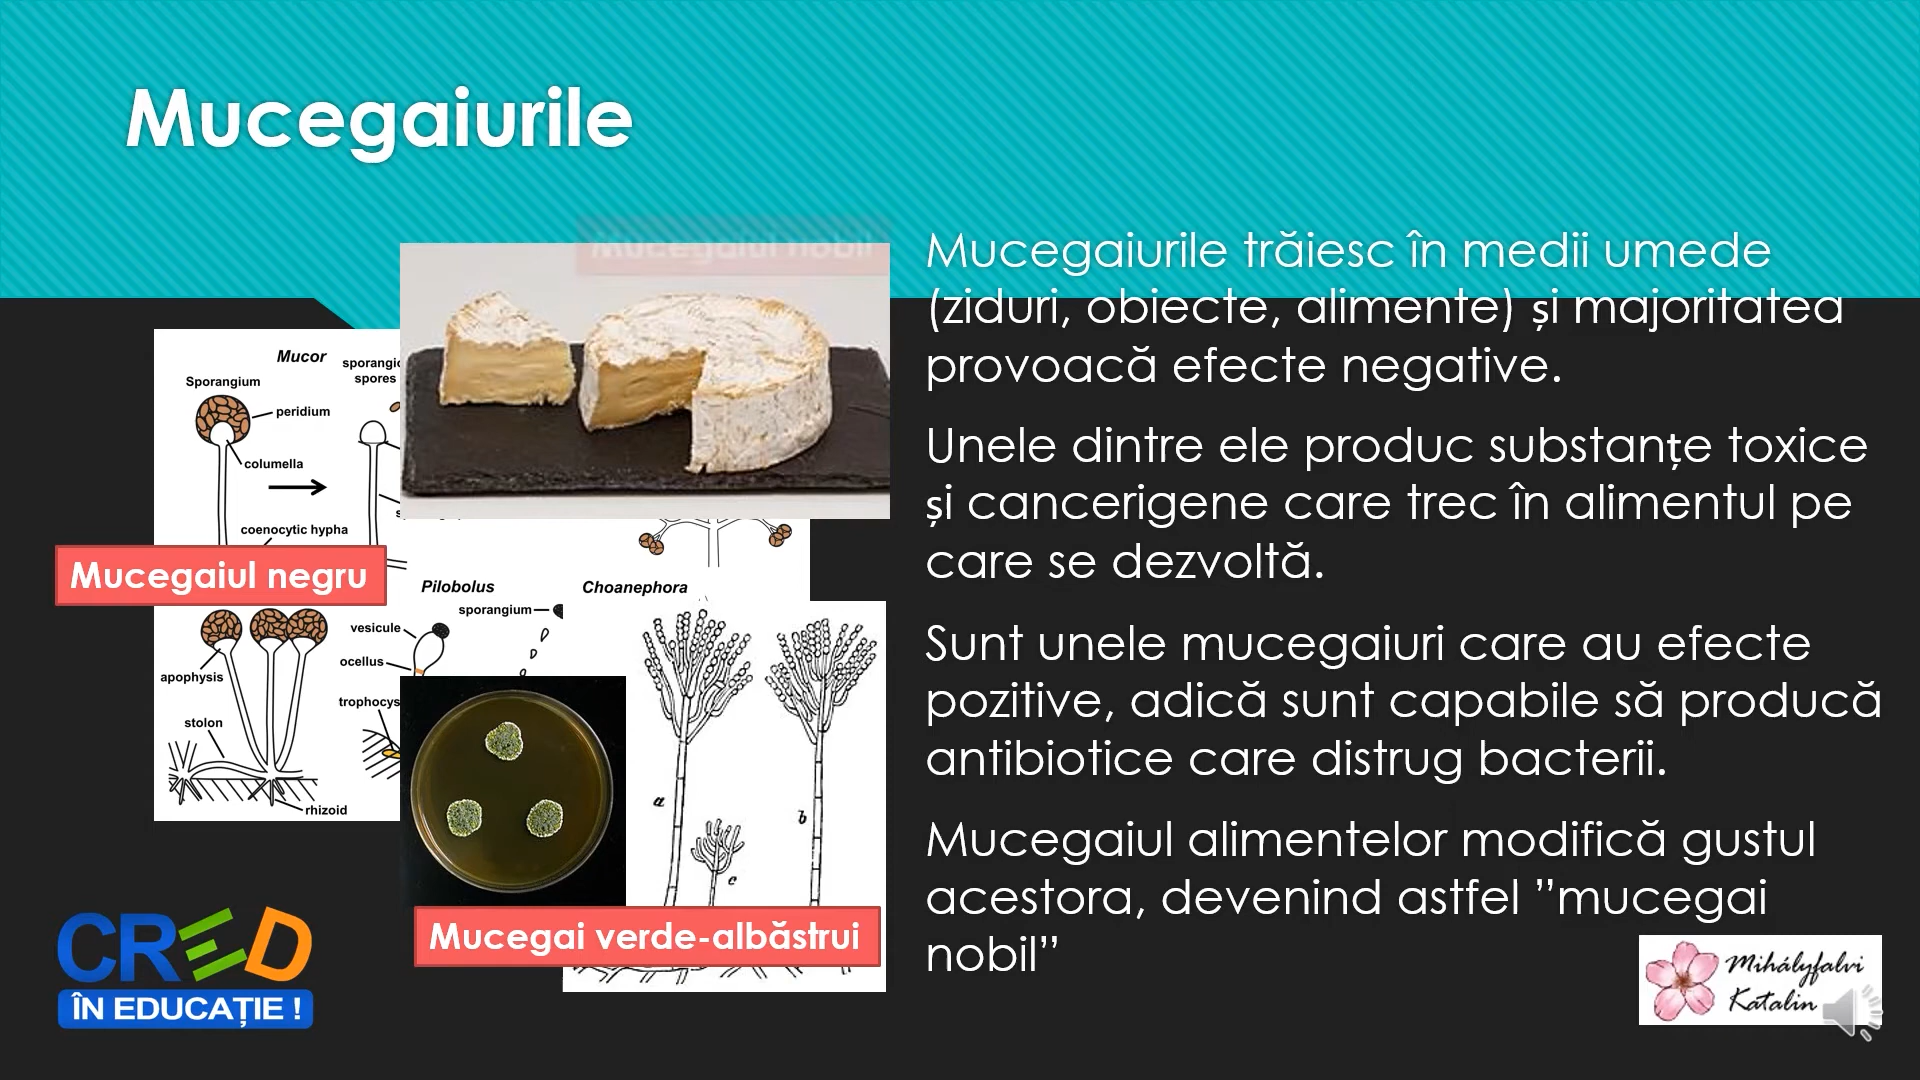 Mucegaiurile
Mucegaiul nobil
Mucegaiurile trăiesc în medii umede
(ziduri, obiecte, alimente) și majoritatea
provoacă efecte negative.
Unele dintre ele produc substanțe toxice
și cancerigene care trec în alimentul pe
care se dezvoltă.
Sunt unele mucegaiuri care au efecte
pozitive, adică sunt capabile să producă
antibiotice care distrug bacterii.
Mucegaiul alimentelor modifică gustul
acestora, devenind astfel ”mucegai
nobil”
Mucor
Sporangium
spores
peridium
columella
coenocytic hypha
Mucegaiul negru
Pilobolus
Choanephora
sporangium
vesicule
ocellus
apophysis
stolon
rhizoid
a
b
c
Mucegai verde-albăstrui
CRED
ÎN EDUCAȚIE !
Mihályfalvi
Katalin